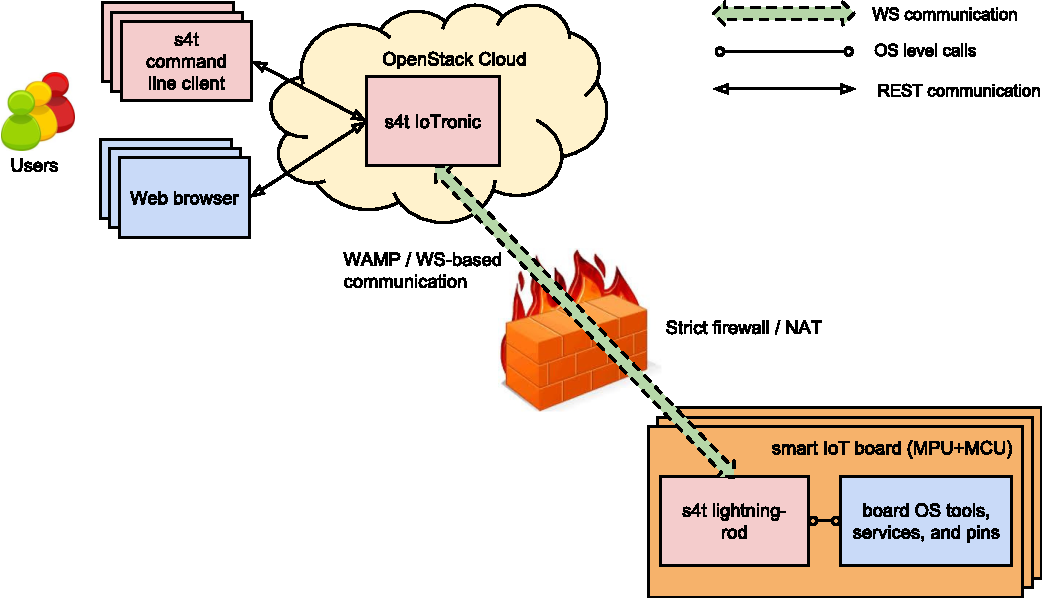 s4t
command
line client
OpenStack Cloud
s4t IoTronic
WS communication
OS level calls
REST communication
Users
Web browser
WAMP / WS-based
communication
Strict firewall / NAT
smart IoT board (MPU+MCU)
s4t lightning-
rod
board OS tools,
services, and pins